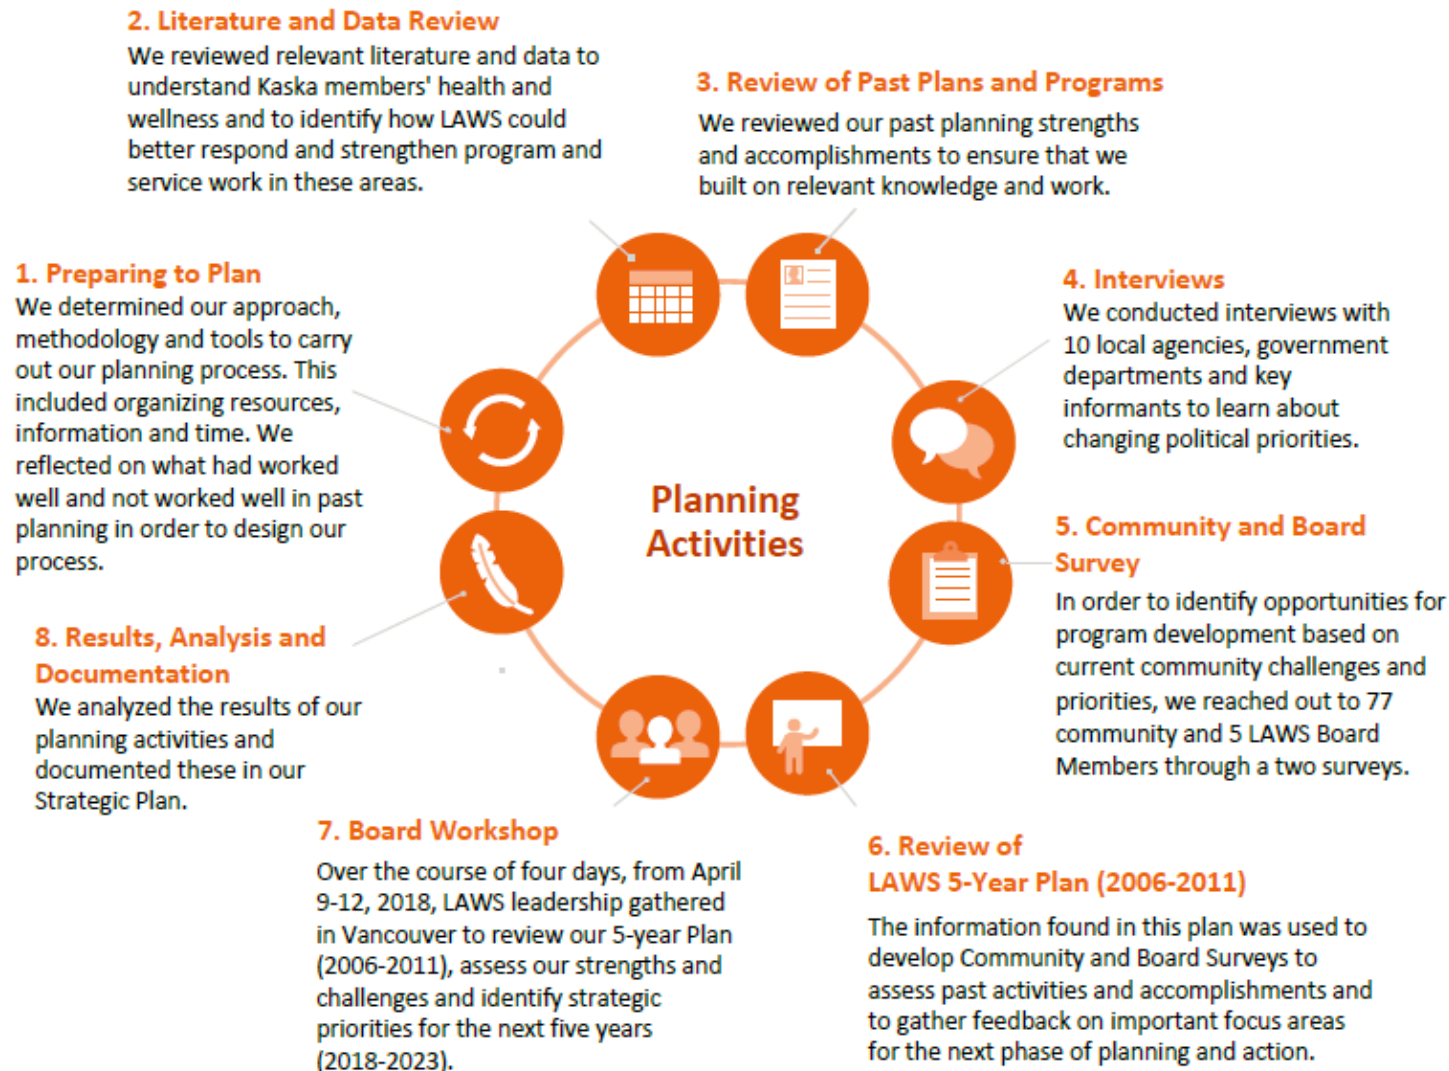 2. Literature and Data Review
We reviewed relevant literature and data to
understand Kaska members' health and
wellness and to identify how LAWS could
better respond and strengthen program and
service work in these areas.
3. Review of Past Plans and Programs
We reviewed our past planning strengths
and accomplishments to ensure that we
built on relevant knowledge and work.
1. Preparing to Plan
We determined our approach,
methodology and tools to carry
out our planning process. This
included organizing resources,
information and time. We
reflected on what had worked
well and not worked well in past
planning in order to design our
process.
4. Interviews
We conducted interviews with
10 local agencies, government
departments and key
informants to learn about
changing political priorities.
Planning
Activities
5. Community and Board
Survey
In order to identify opportunities for
program development based on
current community challenges and
priorities, we reached out to 77
community and 5 LAWS Board
Members through a two surveys.
8. Results, Analysis and
Documentation
We analyzed the results of our
planning activities and
documented these in our
Strategic Plan.
7. Board Workshop
Over the course of four days, from April
9-12, 2018, LAWS leadership gathered
in Vancouver to review our 5-year Plan
(2006-2011), assess our strengths and
challenges and identify strategic
priorities for the next five years
(2018-2023).
6. Review of
LAWS 5-Year Plan (2006-2011)
The information found in this plan was used to
develop Community and Board Surveys to
assess past activities and accomplishments and
to gather feedback on important focus areas
for the next phase of planning and action.